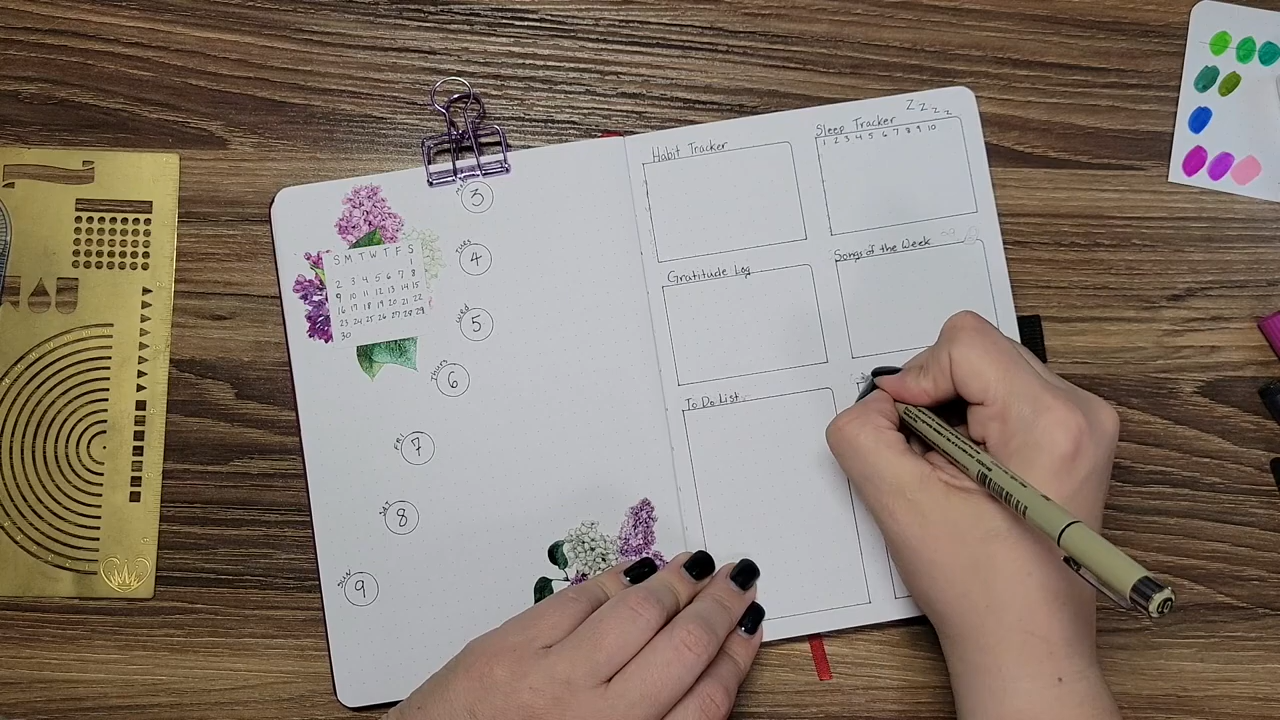 S M T W T F S
1
2 3 4 5 6 7 8
9 10 11 12 13 14 15
16 17 18 19 20 21 22
23 24 25 26 27 28 29
30
3
TUES
4
Wed
5
Thurs
6
FRI
7
SAT
8
SUN
9
Habit Tracker
Sleep Tracker
Z Z Z Z
1 2 3 4 5 6 7 8 9 10
Gratitude Log
Songs of the Week
To Do List